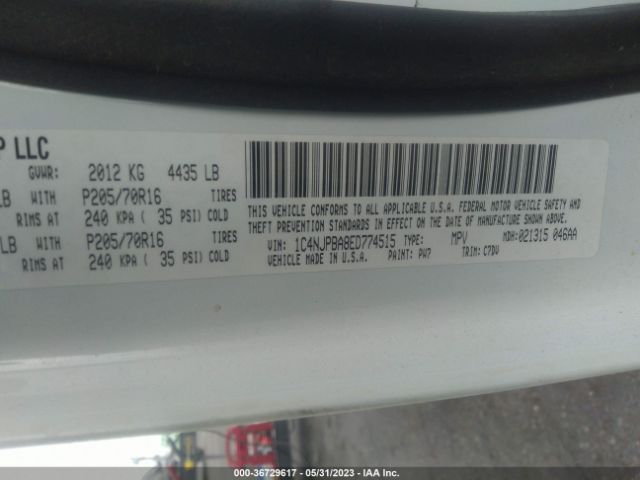 P LLC
GVWR: 2012 KG 4435 LB
LB WITH P205/70R16 TIRES
RIMS AT 240 KPA ( 35 PSI) COLD
LB WITH P205/70R16 TIRES
RIMS AT 240 KPA ( 35 PSI) COLD
THIS VEHICLE CONFORMS TO ALL APPLICABLE U.S.A. FEDERAL MOTOR VEHICLE SAFETY AND
THEFT PREVENTION STANDARDS IN EFFECT ON THE DATE OF MANUFACTURE SHOWN ABOVE.
VIN: 1C4NJPBA8ED774515 TYPE: MPV MDH: 021315 046AA
VEHICLE MADE IN U.S.A. PAINT: PW7 TRIM: C7DV
000-36729617 - 05/31/2023 - IAA Inc.